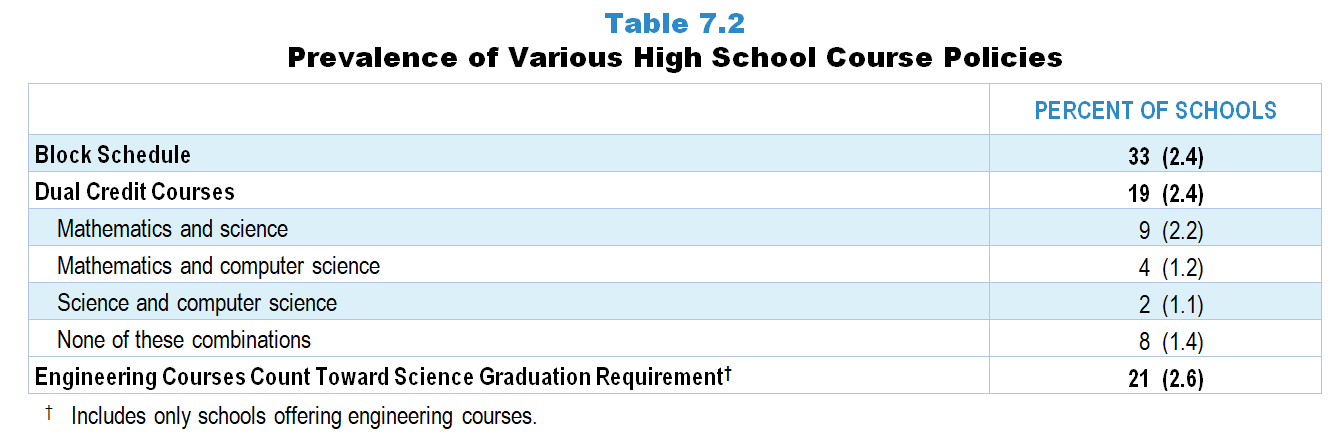 Table 7.2
Prevalence of Various High School Course Policies
PERCENT OF SCHOOLS
Block Schedule 33 (2.4)
Dual Credit Courses 19 (2.4)
Mathematics and science 9 (2.2)
Mathematics and computer science 4 (1.2)
Science and computer science 2 (1.1)
None of these combinations 8 (1.4)
Engineering Courses Count Toward Science Graduation Requirement† 21 (2.6)
† Includes only schools offering engineering courses.